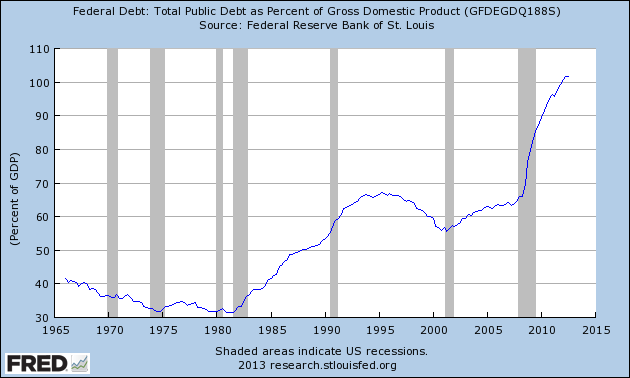 Federal Debt: Total Public Debt as Percent of Gross Domestic Product (GFDEGDQ188S)
Source: Federal Reserve Bank of St. Louis
110
100
90
80
70
60
50
40
30
(Percent of GDP)
1965 1970 1975 1980 1985 1990 1995 2000 2005 2010 2015
Shaded areas indicate US recessions.
2013 research.stlouisfed.org
FRED